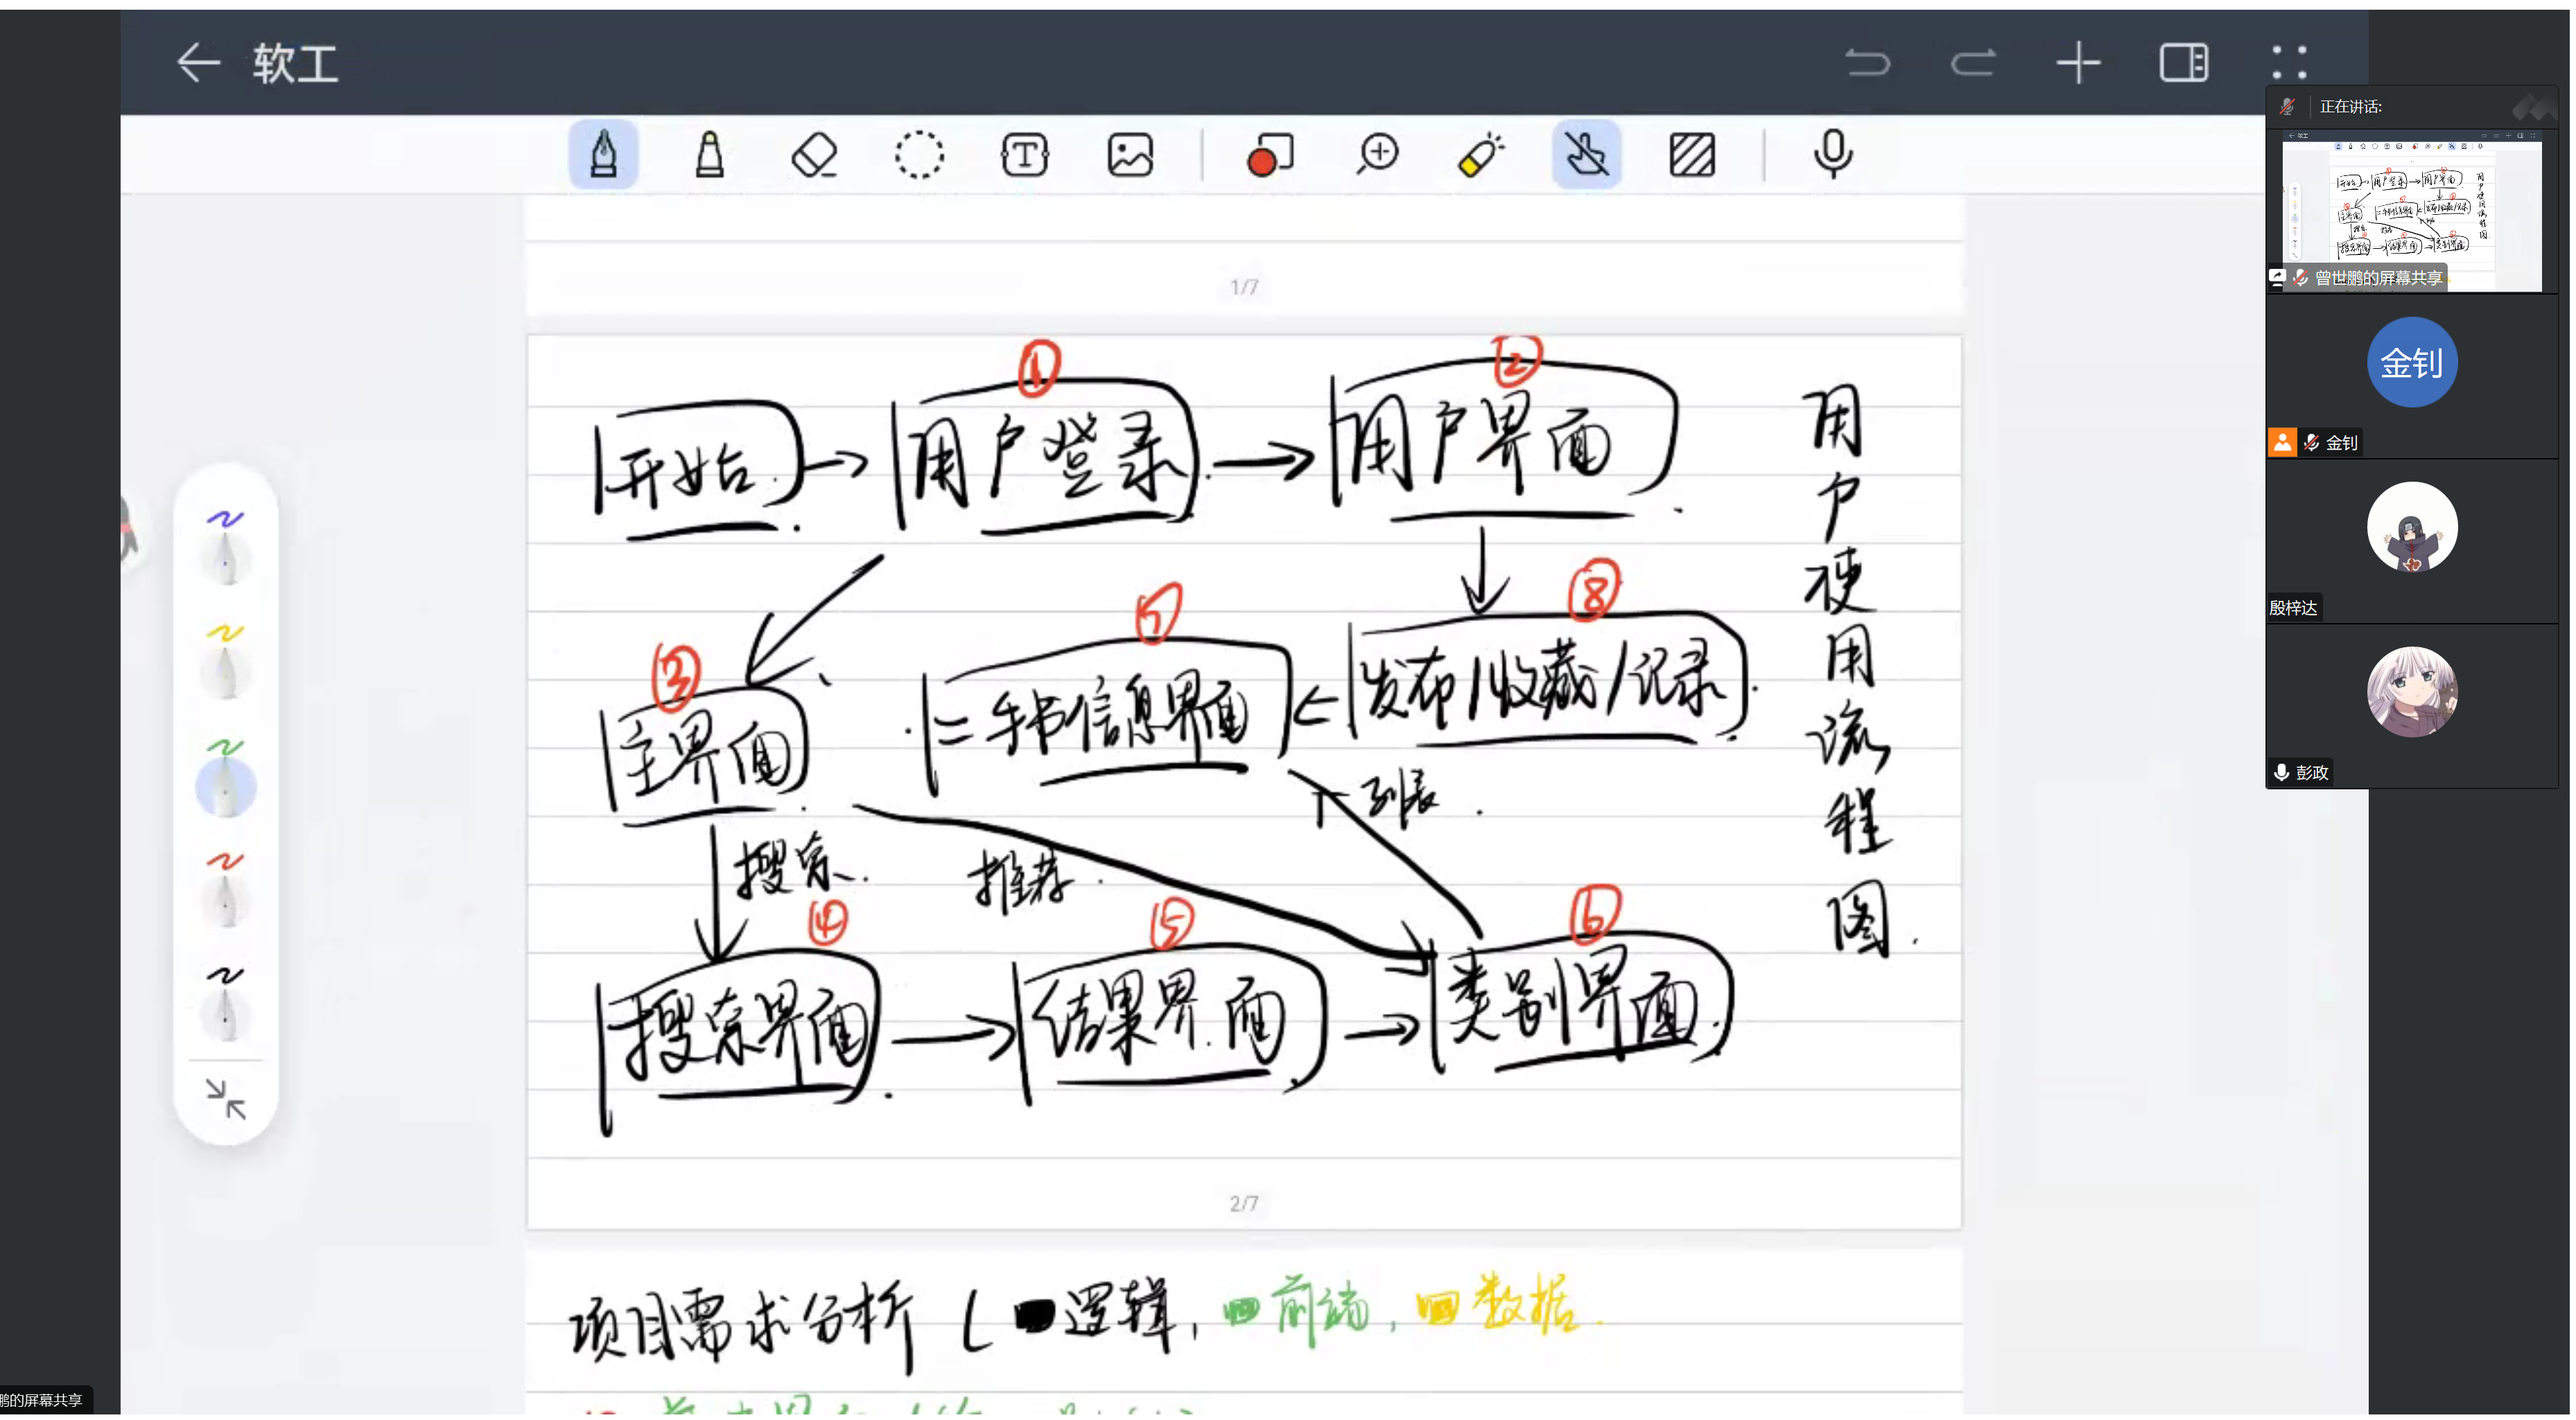 软工
正在讲话:
曾世鹏的屏幕共享
金钊
金钊
殷梓达
彭政
1/7
① ②
开始 用户登录 用户界面
用户使用流程图
③ ⑦ ⑧
主界面 二手书信息界面 发布/收藏/记录
列表
搜索 推荐
④ ⑤ ⑥
搜索界面 结果界面 类别界面
2/7
项目需求分析( 逻辑, 前端, 数据.
鹏的屏幕共享